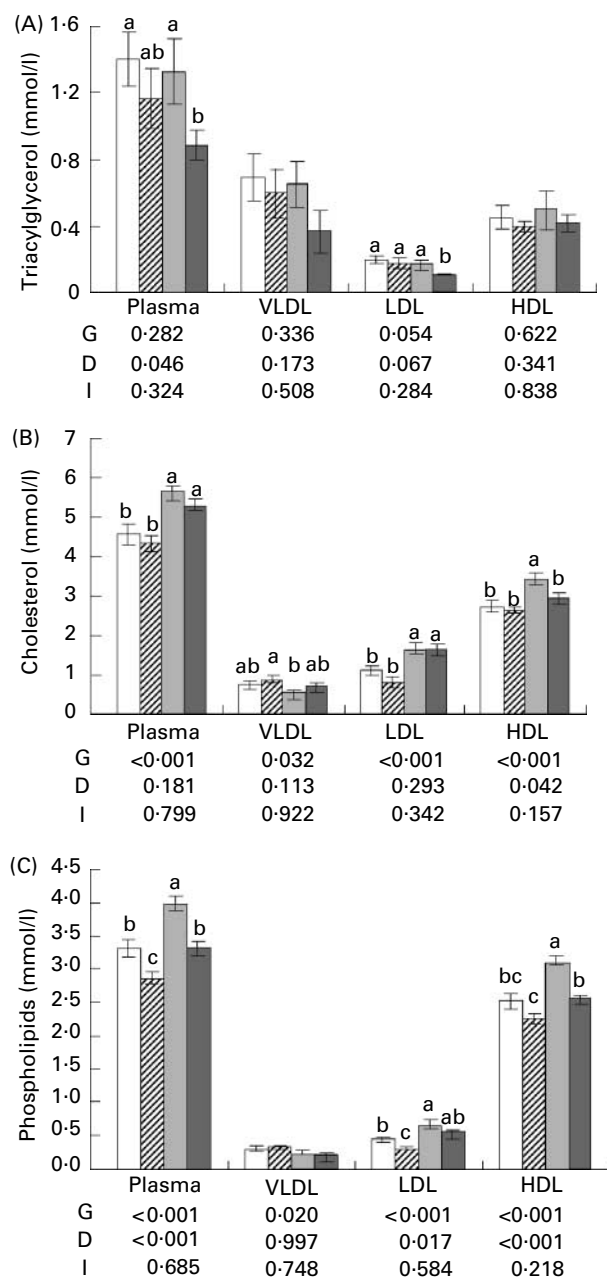 (A)
Triacylglycerol (mmol/l)
1·6
1·2
0·8
0·4
0
a ab a b
a a a b
Plasma VLDL LDL HDL
G 0·282 0·336 0·054 0·622
D 0·046 0·173 0·067 0·341
I 0·324 0·508 0·284 0·838
(B)
Cholesterol (mmol/l)
7
6
5
4
3
2
1
0
b b a a
ab a b ab
b b a a
b b a b
Plasma VLDL LDL HDL
G <0·001 0·032 <0·001 <0·001
D 0·181 0·113 0·293 0·042
I 0·799 0·922 0·342 0·157
(C)
Phospholipids (mmol/l)
4·5
4·0
3·5
3·0
2·5
2·0
1·5
1·0
0·5
0·0
b c a b
b c a ab
bc c a b
Plasma VLDL LDL HDL
G <0·001 0·020 <0·001 <0·001
D <0·001 0·997 0·017 <0·001
I 0·685 0·748 0·584 0·218